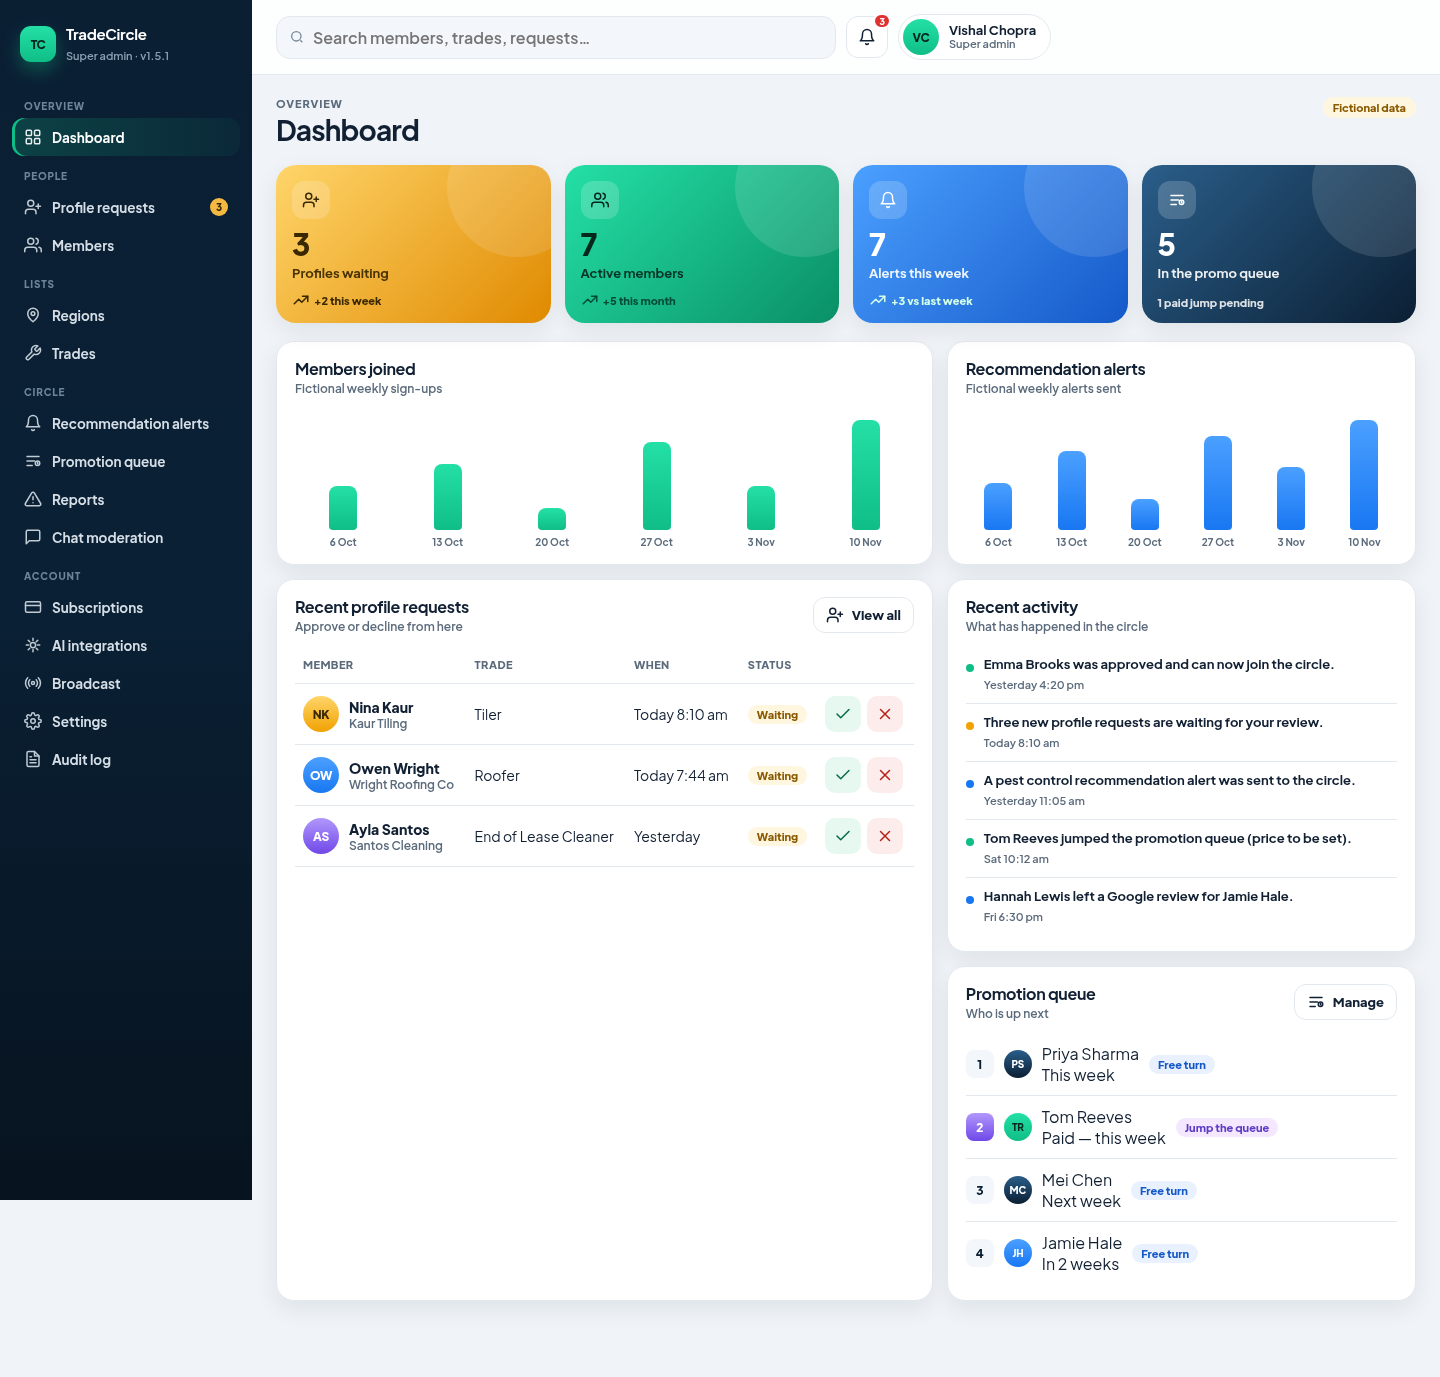 TC
TradeCircle
Super admin · v1.5.1
OVERVIEW
Dashboard
PEOPLE
Profile requests
3
Members
LISTS
Regions
Trades
CIRCLE
Recommendation alerts
Promotion queue
Reports
Chat moderation
ACCOUNT
Subscriptions
AI integrations
Broadcast
Settings
Audit log
Search members, trades, requests…
3
VC
Vishal Chopra
Super admin
OVERVIEW
Dashboard
Fictional data
3
Profiles waiting
+2 this week
7
Active members
+5 this month
7
Alerts this week
+3 vs last week
5
In the promo queue
1 paid jump pending
Members joined
Fictional weekly sign-ups
6 Oct 13 Oct 20 Oct 27 Oct 3 Nov 10 Nov
Recommendation alerts
Fictional weekly alerts sent
6 Oct 13 Oct 20 Oct 27 Oct 3 Nov 10 Nov
Recent profile requests
Approve or decline from here
View all
MEMBER TRADE WHEN STATUS
NK Nina Kaur Tiler Today 8:10 am Waiting
Kaur Tiling
OW Owen Wright Roofer Today 7:44 am Waiting
Wright Roofing Co
AS Ayla Santos End of Lease Cleaner Yesterday Waiting
Santos Cleaning
Recent activity
What has happened in the circle
Emma Brooks was approved and can now join the circle.
Yesterday 4:20 pm
Three new profile requests are waiting for your review.
Today 8:10 am
A pest control recommendation alert was sent to the circle.
Yesterday 11:05 am
Tom Reeves jumped the promotion queue (price to be set).
Sat 10:12 am
Hannah Lewis left a Google review for Jamie Hale.
Fri 6:30 pm
Promotion queue
Who is up next
Manage
1 PS Priya Sharma Free turn
This week
2 TR Tom Reeves Jump the queue
Paid — this week
3 MC Mei Chen Free turn
Next week
4 JH Jamie Hale Free turn
In 2 weeks